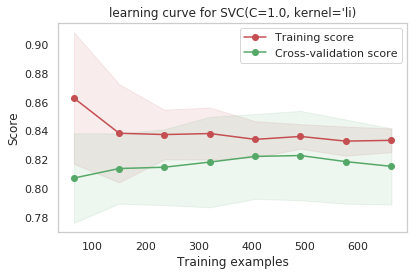 learning curve for SVC(C=1.0, kernel='li)
Training score
Cross-validation score
Score
0.90
0.88
0.86
0.84
0.82
0.80
0.78
100 200 300 400 500 600
Training examples